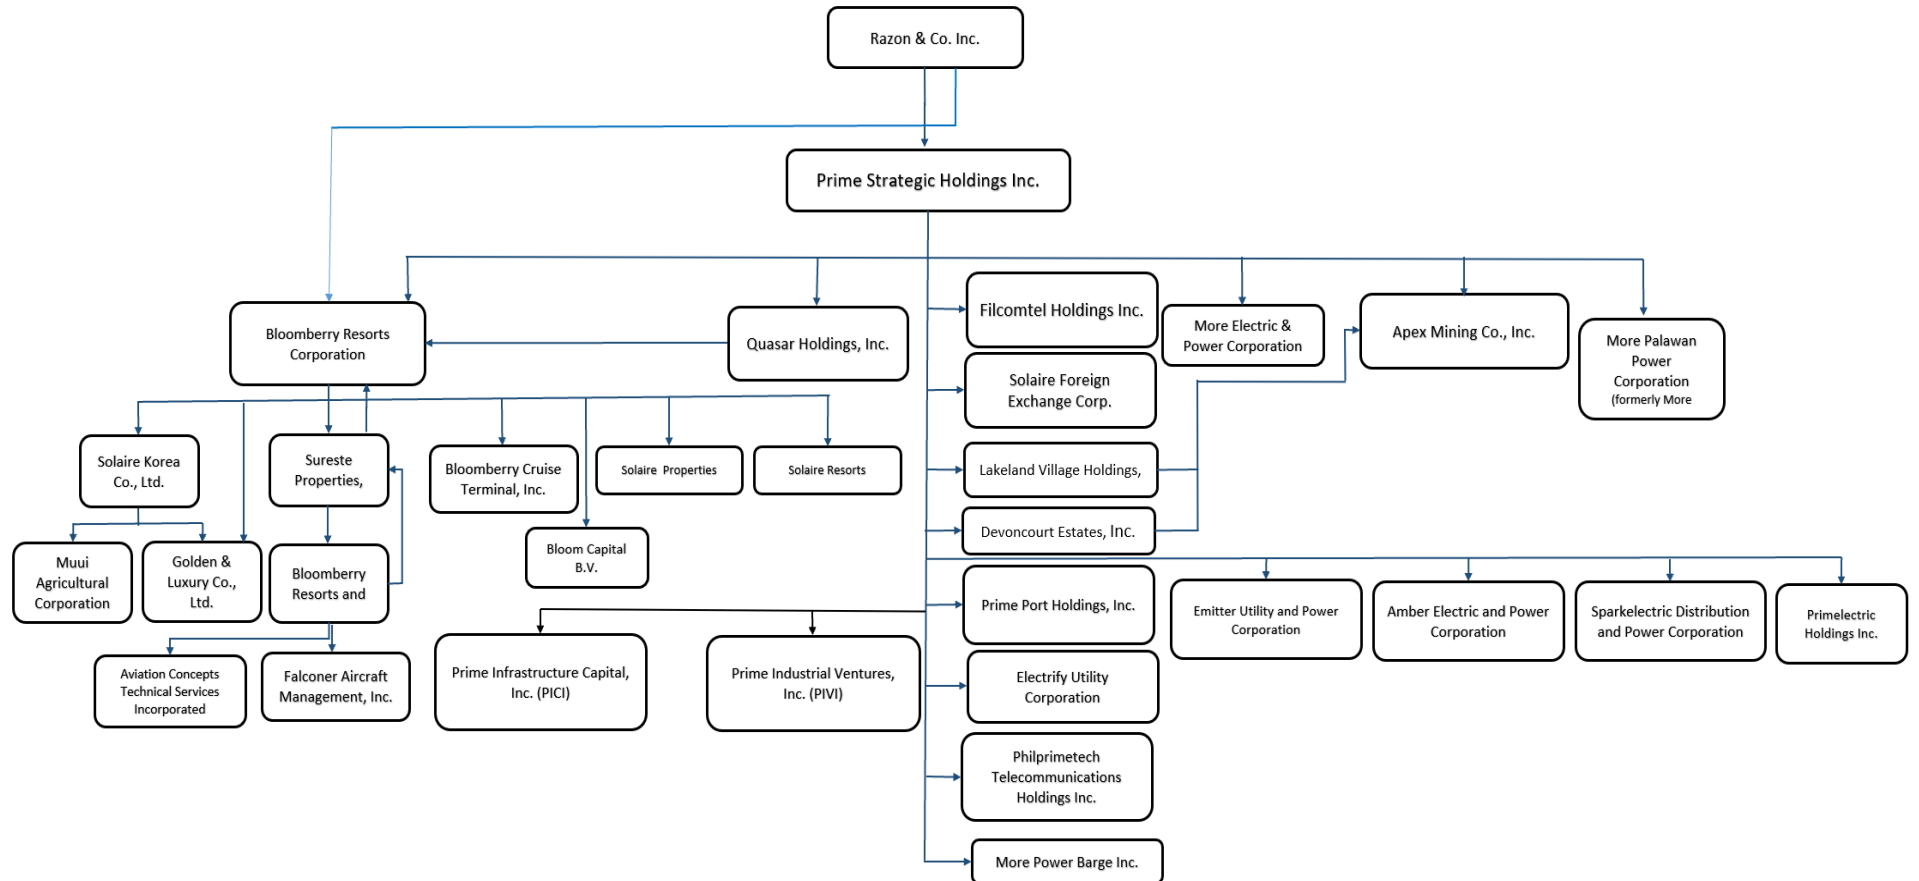 Razon & Co. Inc.
Prime Strategic Holdings Inc.
Bloomberry Resorts
Corporation
Quasar Holdings, Inc.
Filcomtel Holdings Inc.
More Electric &
Power Corporation
Apex Mining Co., Inc.
More Palawan
Power
Corporation
(formerly More
Solaire Foreign
Exchange Corp.
Lakeland Village Holdings,
Devoncourt Estates, Inc.
Solaire Korea
Co., Ltd.
Sureste
Properties,
Bloomberry Cruise
Terminal, Inc.
Solaire Properties
Solaire Resorts
Bloom Capital
B.V.
Muui
Agricultural
Corporation
Golden &
Luxury Co.,
Ltd.
Bloomberry
Resorts and
Prime Port Holdings, Inc.
Emitter Utility and Power
Corporation
Amber Electric and Power
Corporation
Sparkelectric Distribution
and Power Corporation
Primelectric
Holdings Inc.
Aviation Concepts
Technical Services
Incorporated
Falconer Aircraft
Management, Inc.
Prime Infrastructure Capital,
Inc. (PICI)
Prime Industrial Ventures,
Inc. (PIVI)
Electrify Utility
Corporation
Philprimetech
Telecommunications
Holdings Inc.
More Power Barge Inc.